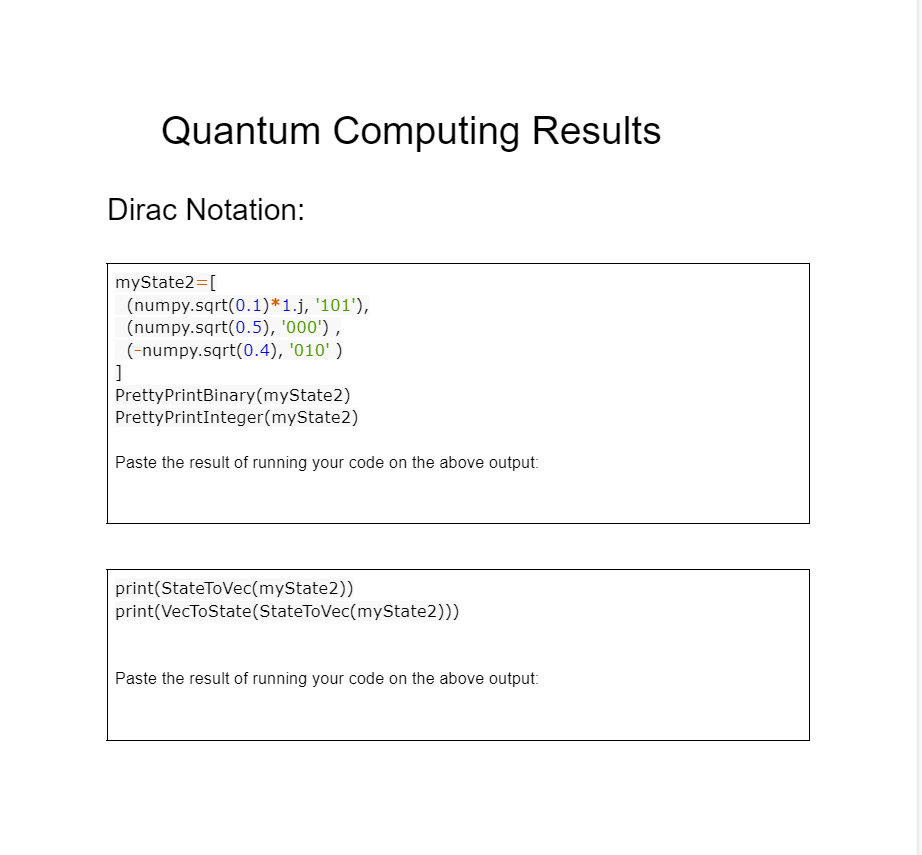 Quantum Computing Results
Dirac Notation:
myState2=[
(numpy.sqrt(0.1)*1.j, '101'),
(numpy.sqrt(0.5), '000') ,
(-numpy.sqrt(0.4), '010' )
]
PrettyPrintBinary(myState2)
PrettyPrintInteger(myState2)
Paste the result of running your code on the above output:
print(StateToVec(myState2))
print(VecToState(StateToVec(myState2)))
Paste the result of running your code on the above output: